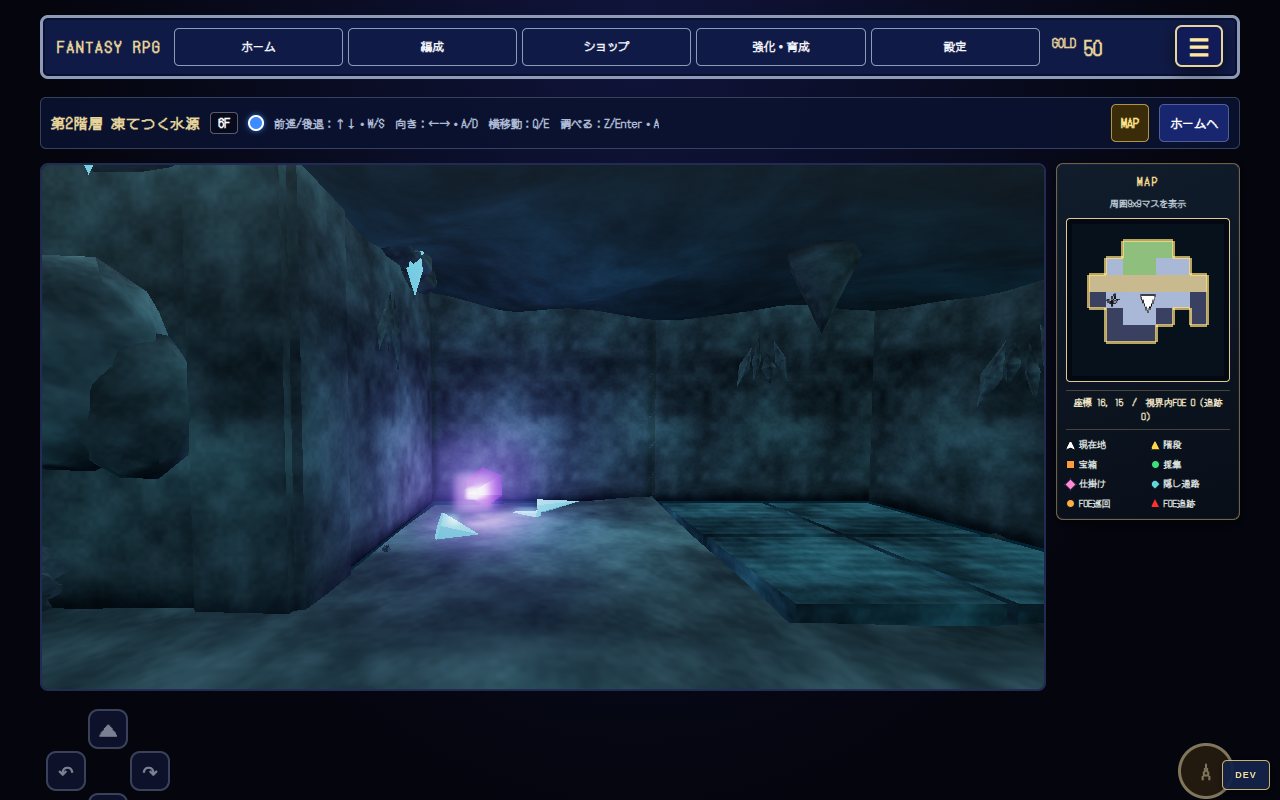 FANTASY RPG
ホーム
編成
ショップ
強化・育成
設定
GOLD 50
第2階層 凍てつく水源
6F
前進/後退：↑↓・W/S 向き：←→・A/D 横移動：Q/E 調べる：Z/Enter・A
MAP
ホームへ
MAP
周囲9x9マスを表示
座標 16, 15 / 視界内FOE 0（追跡
0）
現在地
階段
宝箱
採集
仕掛け
隠し通路
FOE巡回
FOE追跡
A
DEV